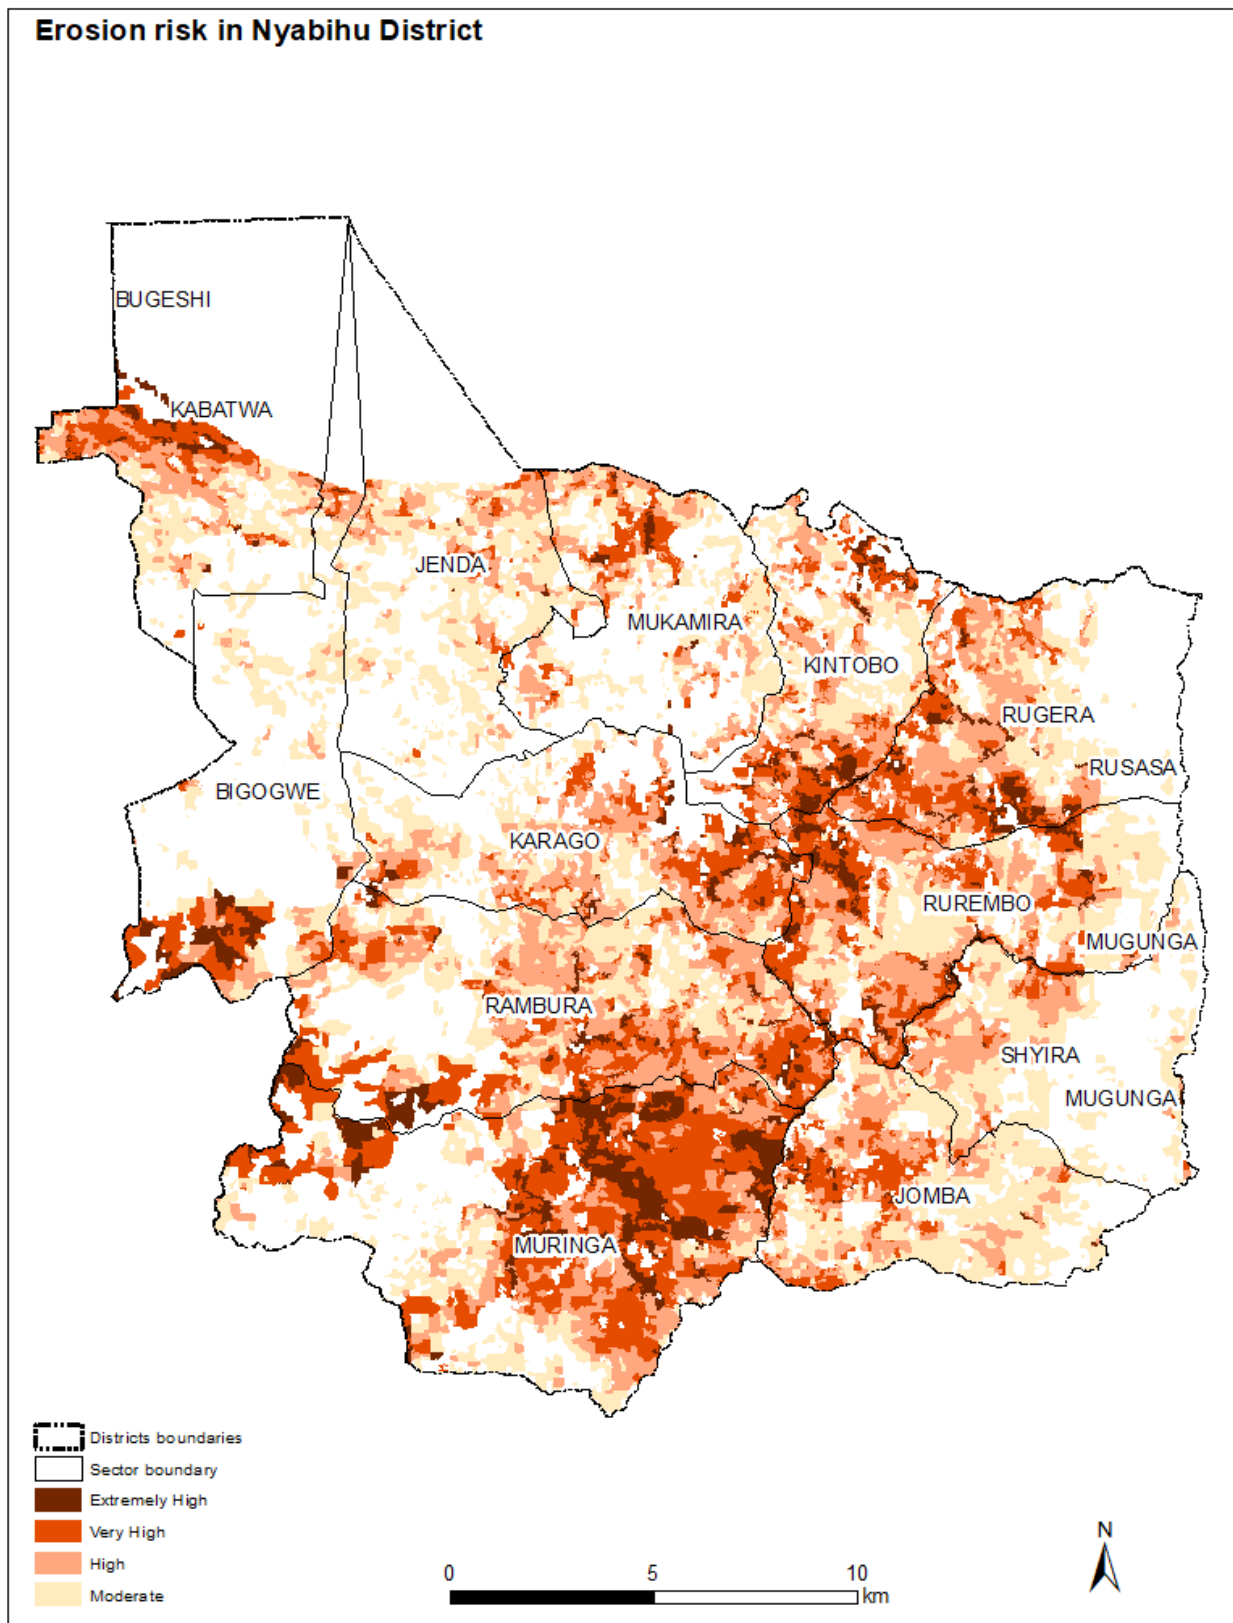 Erosion risk in Nyabihu District
BUGESHI
KABATWA
JENDA
MUKAMIRA
KINTOBO
RUGERA
RUSASA
BIGOGWE
KARAGO
RUREMBO
MUGUNGA
RAMBURA
SHYIRA
MUGUNGA
JOMBA
MURINGA
Districts boundaries
Sector boundary
Extremely High
Very High
High
Moderate
0 5 10
km
N